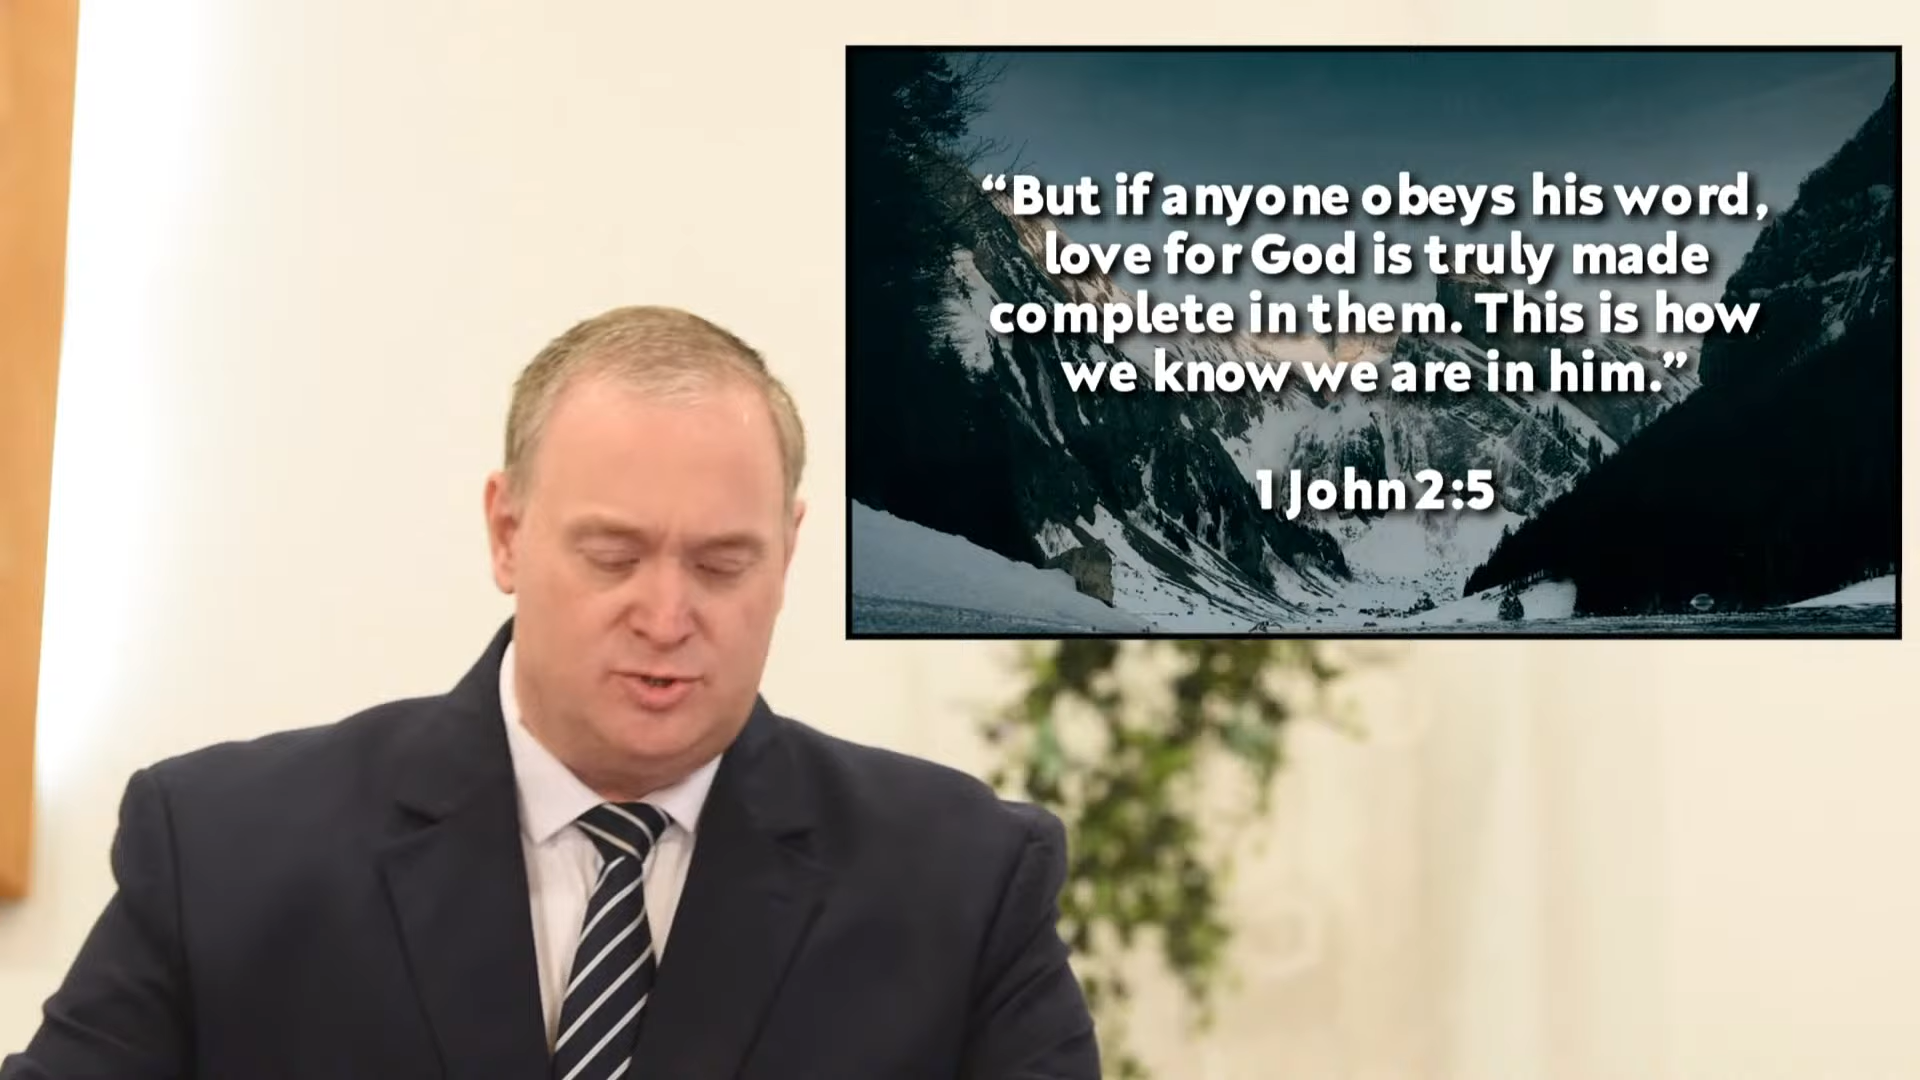 “But if anyone obeys his word,
love for God is truly made
complete in them. This is how
we know we are in him.”
1 John 2:5